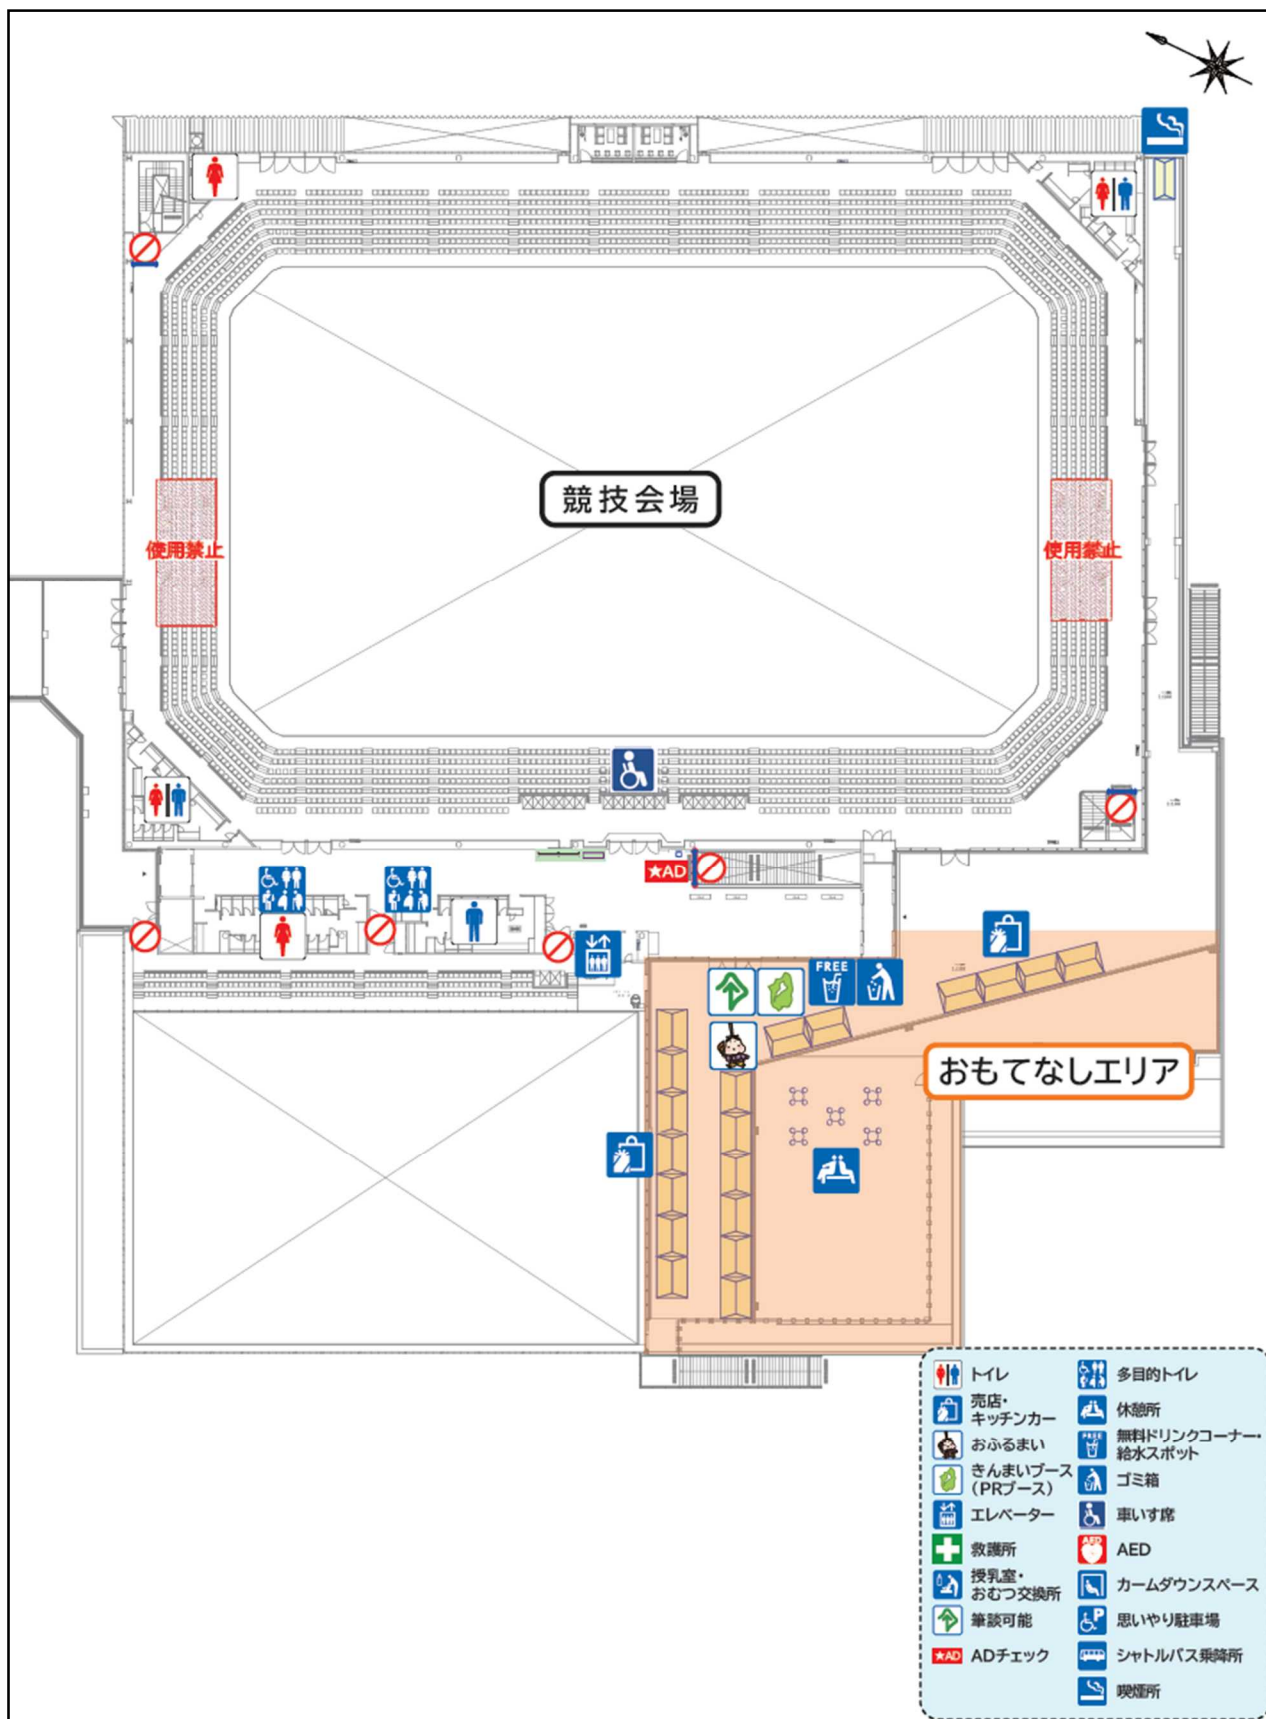 競技会場
使用禁止
使用禁止
★AD
FREE
おもてなしエリア
トイレ
売店・
キッチンカー
おふるまい
きんまいブース
(PRブース)
エレベーター
救護所
授乳室・
おむつ交換所
筆談可能
★AD ADチェック
多目的トイレ
休憩所
FREE
無料ドリンクコーナー・
給水スポット
ゴミ箱
車いす席
AED AED
カームダウンスペース
P 思いやり駐車場
シャトルバス乗降所
喫煙所